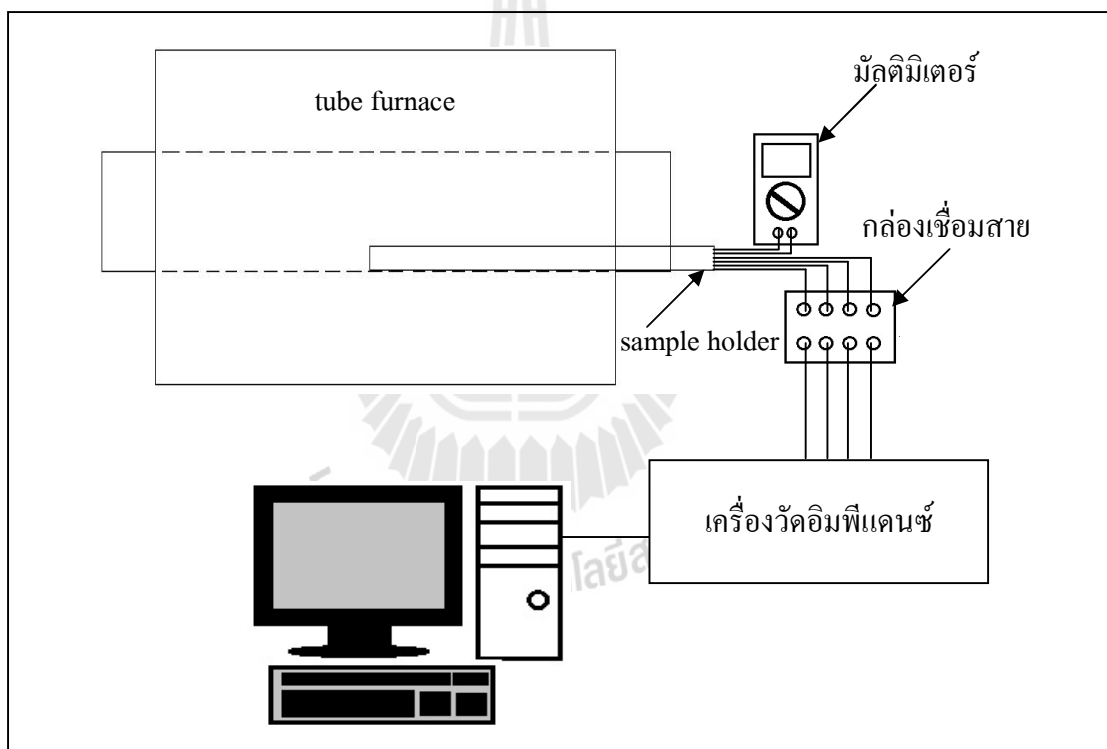 tube furnace
มัลติมิเตอร์
กล่องเชื่อมสาย
sample holder
เครื่องวัดอิมพีแดนซ์